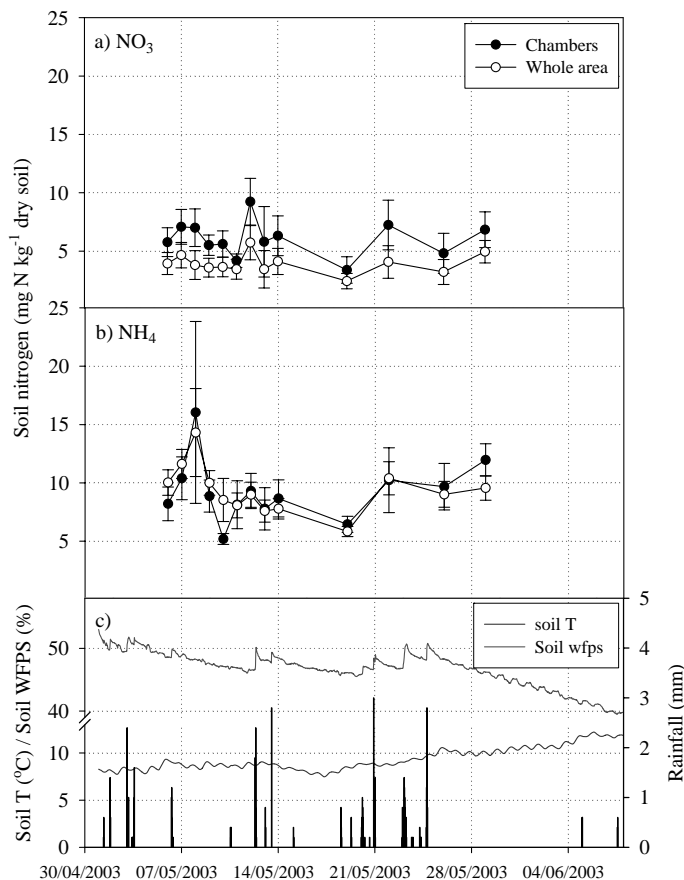 25
a) NO3
Chambers
Whole area
20
15
10
5
Soil nitrogen (mg N kg-1 dry soil)
25
b) NH4
20
15
10
5
c)
soil T
Soil wfps
5
50
4
40
3
10
2
5
1
0
0
Soil T (oC) / Soil WFPS (%)
Rainfall (mm)
30/04/2003 07/05/2003 14/05/2003 21/05/2003 28/05/2003 04/06/2003